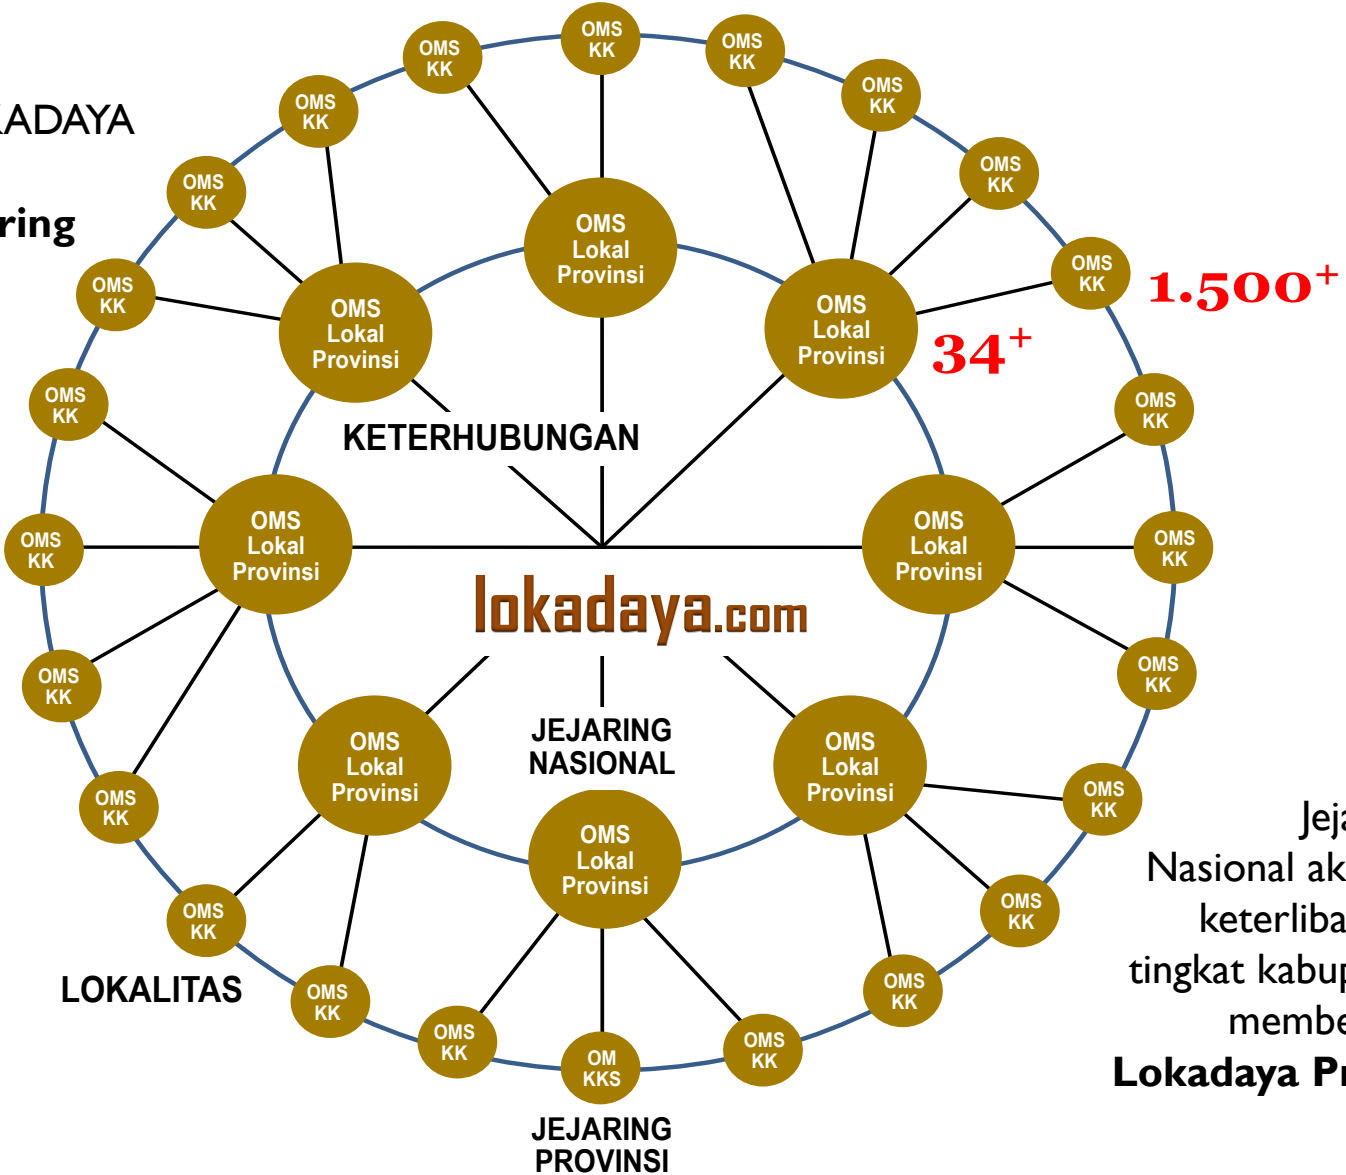 OMS
KK
OMS
KK
OMS
KK
OMS
KK
OMS
KK
KADAYA
OMS
KK
OMS
KK
ring
OMS
Lokal
Provinsi
OMS
KK
1.500+
OMS
KK
OMS
Lokal
Provinsi
OMS
Lokal
Provinsi
34+
OMS
KK
OMS
KK
KETERHUBUNGAN
OMS
KK
OMS
Lokal
Provinsi
OMS
Lokal
Provinsi
OMS
KK
lokadaya.com
OMS
KK
OMS
KK
JEJARING
NASIONAL
OMS
Lokal
Provinsi
OMS
Lokal
Provinsi
OMS
KK
OMS
KK
OMS
Lokal
Provinsi
OMS
KK
OMS
KK
LOKALITAS
OMS
KK
OMS
KK
OMS
KK
OM
KKS
OMS
KK
JEJARING
PROVINSI
Jeja
Nasional ak
keterliba
tingkat kabup
membe
Lokadaya Pr